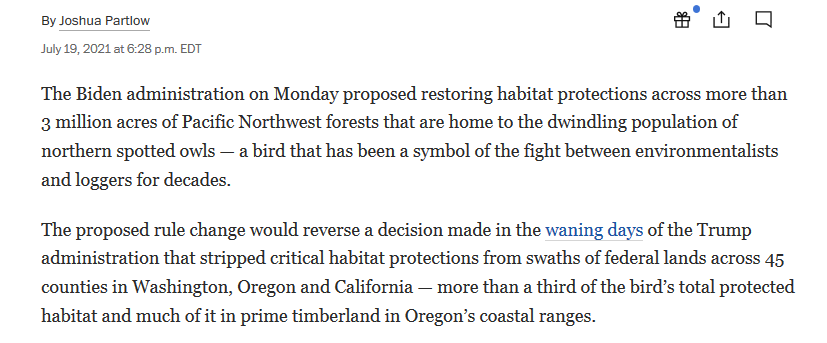 By Joshua Partlow
July 19, 2021 at 6:28 p.m. EDT
The Biden administration on Monday proposed restoring habitat protections across more than
3 million acres of Pacific Northwest forests that are home to the dwindling population of
northern spotted owls — a bird that has been a symbol of the fight between environmentalists
and loggers for decades.
The proposed rule change would reverse a decision made in the waning days of the Trump
administration that stripped critical habitat protections from swaths of federal lands across 45
counties in Washington, Oregon and California — more than a third of the bird’s total protected
habitat and much of it in prime timberland in Oregon’s coastal ranges.